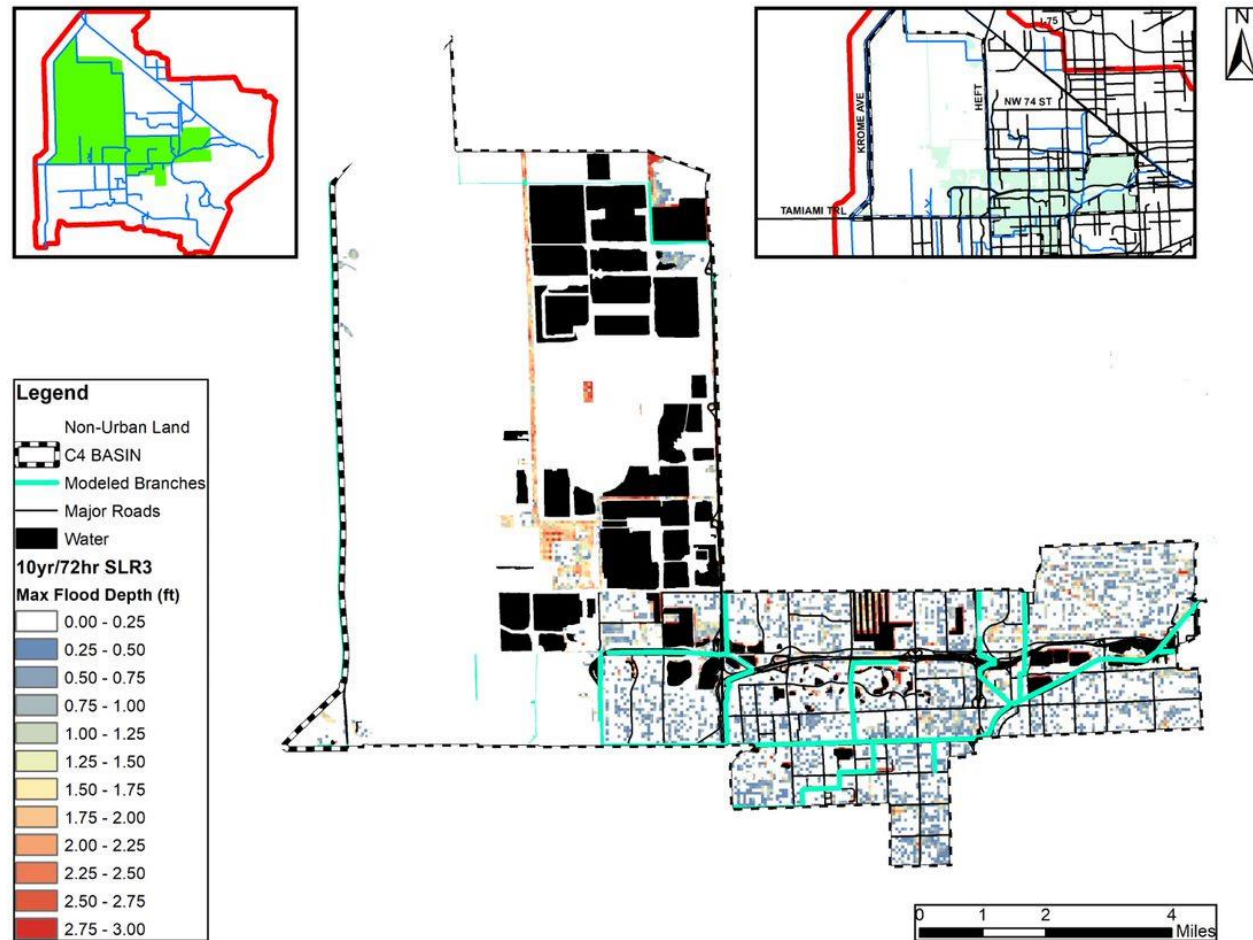 N
I-75
KROME AVE
HEFT
NW 74 ST
TAMIAMI TRL
Legend
Non-Urban Land
C4 BASIN
Modeled Branches
Major Roads
Water
10yr/72hr SLR3
Max Flood Depth (ft)
0.00 - 0.25
0.25 - 0.50
0.50 - 0.75
0.75 - 1.00
1.00 - 1.25
1.25 - 1.50
1.50 - 1.75
1.75 - 2.00
2.00 - 2.25
2.25 - 2.50
2.50 - 2.75
2.75 - 3.00
0 1 2 4
Miles